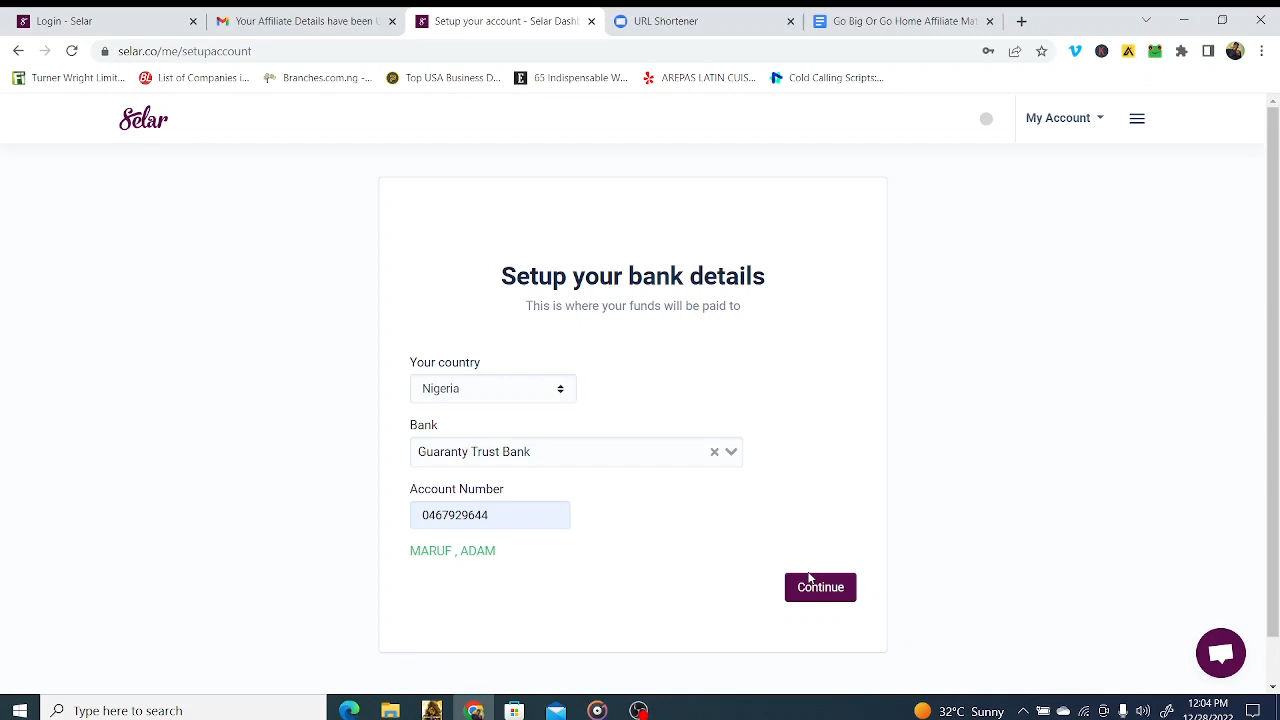 Login - Selar
Your Affiliate Details have been U
Setup your account - Selar Dash
URL Shortener
Go Big Or Go Home Affiliate Mat
selar.co/me/setupaccount
Turner Wright Limit...
List of Companies i...
Branches.com.ng -...
Top USA Business D...
65 Indispensable W...
AREPAS LATIN CUIS...
Cold Calling Scripts:...
Selar
My Account
Setup your bank details
This is where your funds will be paid to
Your country
Nigeria
Bank
Guaranty Trust Bank
Account Number
0467929644
MARUF , ADAM
Continue
Type here to search
32°C Sunny
12:04 PM
12/28/2022